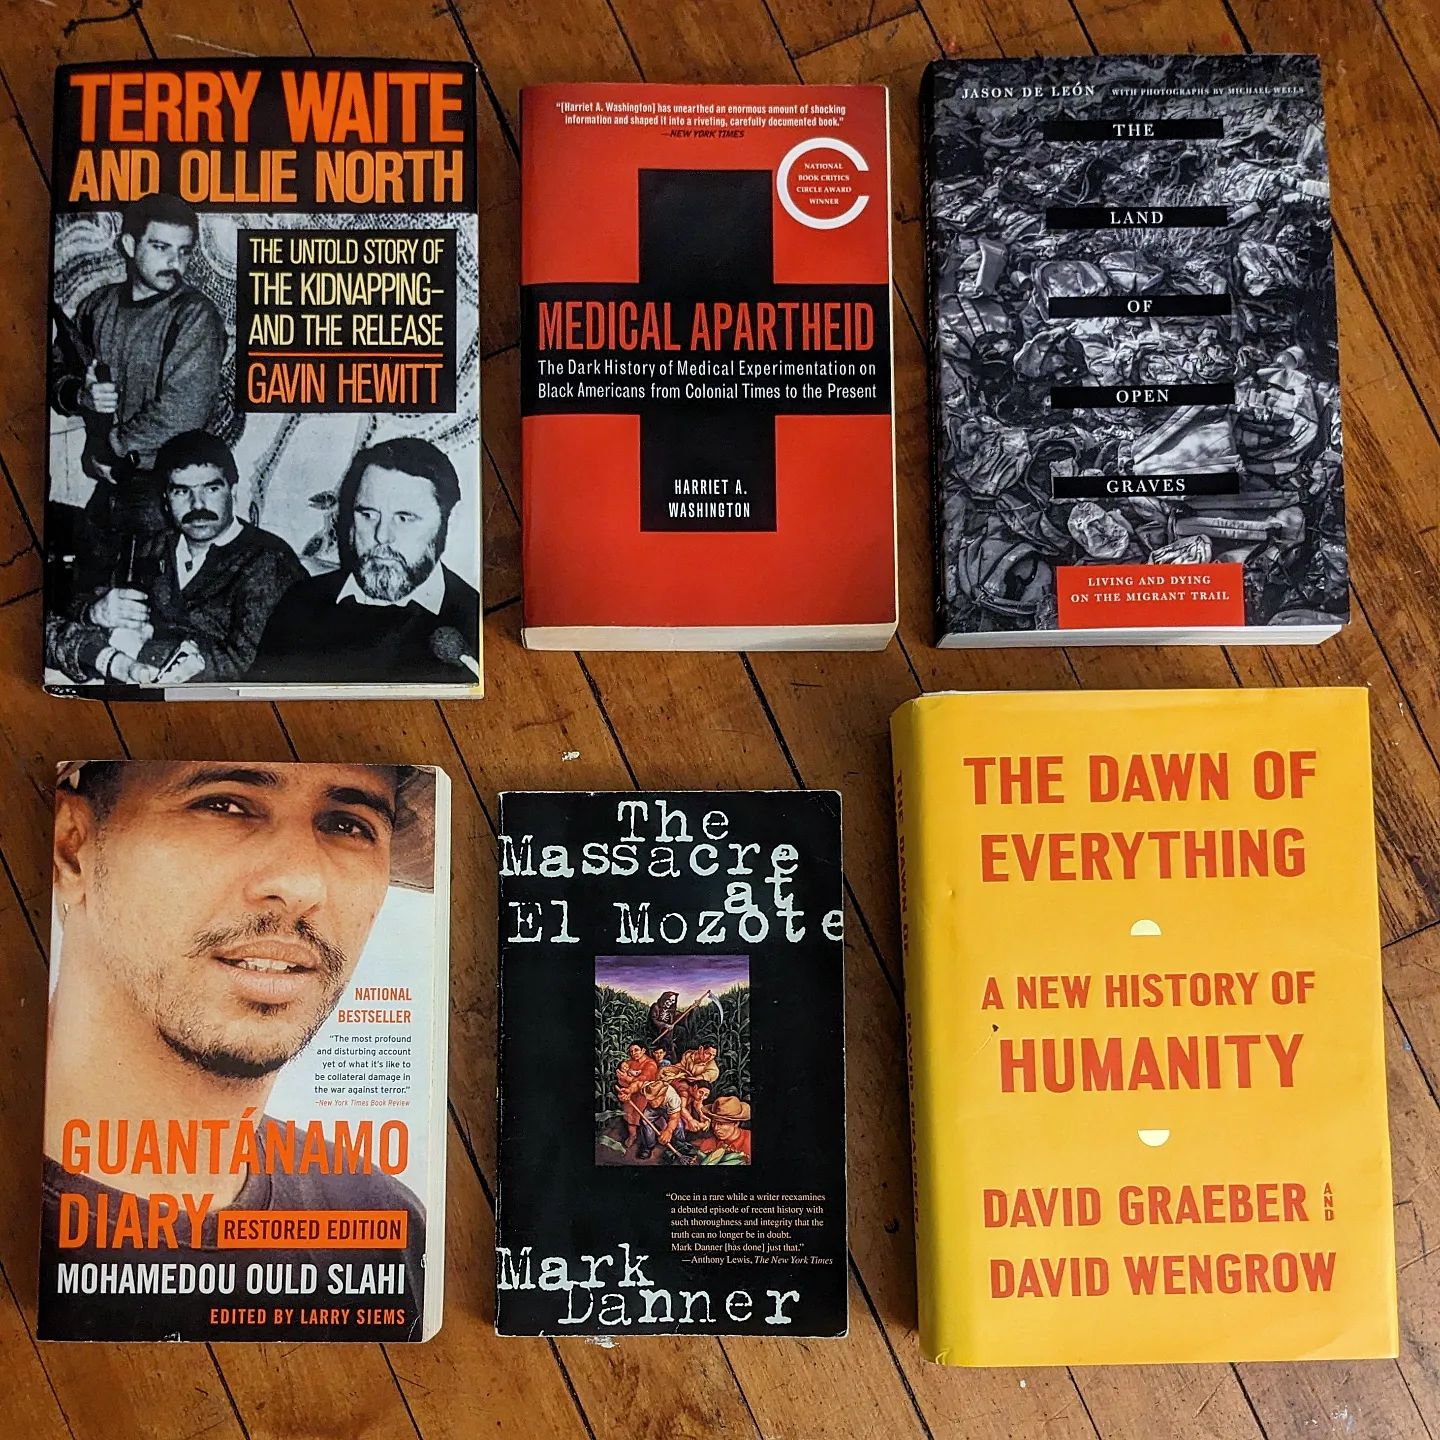 TERRY WAITE
AND OLLIE NORTH
THE UNTOLD STORY OF
THE KIDNAPPING–
AND THE RELEASE
GAVIN HEWITT
"[Harriet A. Washington] has unearthed an enormous amount of shocking
information and shaped it into a riveting, carefully documented book."
—NEW YORK TIMES
NATIONAL
BOOK CRITICS
CIRCLE AWARD
WINNER
MEDICAL APARTHEID
The Dark History of Medical Experimentation on
Black Americans from Colonial Times to the Present
HARRIET A.
WASHINGTON
JASON DE LEÓN WITH PHOTOGRAPHS BY MICHAEL WELLS
THE
LAND
OF
OPEN
GRAVES
LIVING AND DYING
ON THE MIGRANT TRAIL
NATIONAL
BESTSELLER
"The most profound
and disturbing account
yet of what it's like to
be collateral damage in
the war against terror."
—New York Times Book Review
GUANTÁNAMO
DIARY RESTORED EDITION
MOHAMEDOU OULD SLAHI
EDITED BY LARRY SIEMS
The
Massacre
at
El Mozote
"Once in a rare while a writer reexamines
a debated episode of recent history with
such thoroughness and integrity that the
truth can no longer be in doubt.
Mark Danner [has done] just that."
—Anthony Lewis, The New York Times
Mark
Danner
THE DAWN OF
EVERYTHING
A NEW HISTORY OF
HUMANITY
DAVID GRAEBER AND
DAVID WENGROW